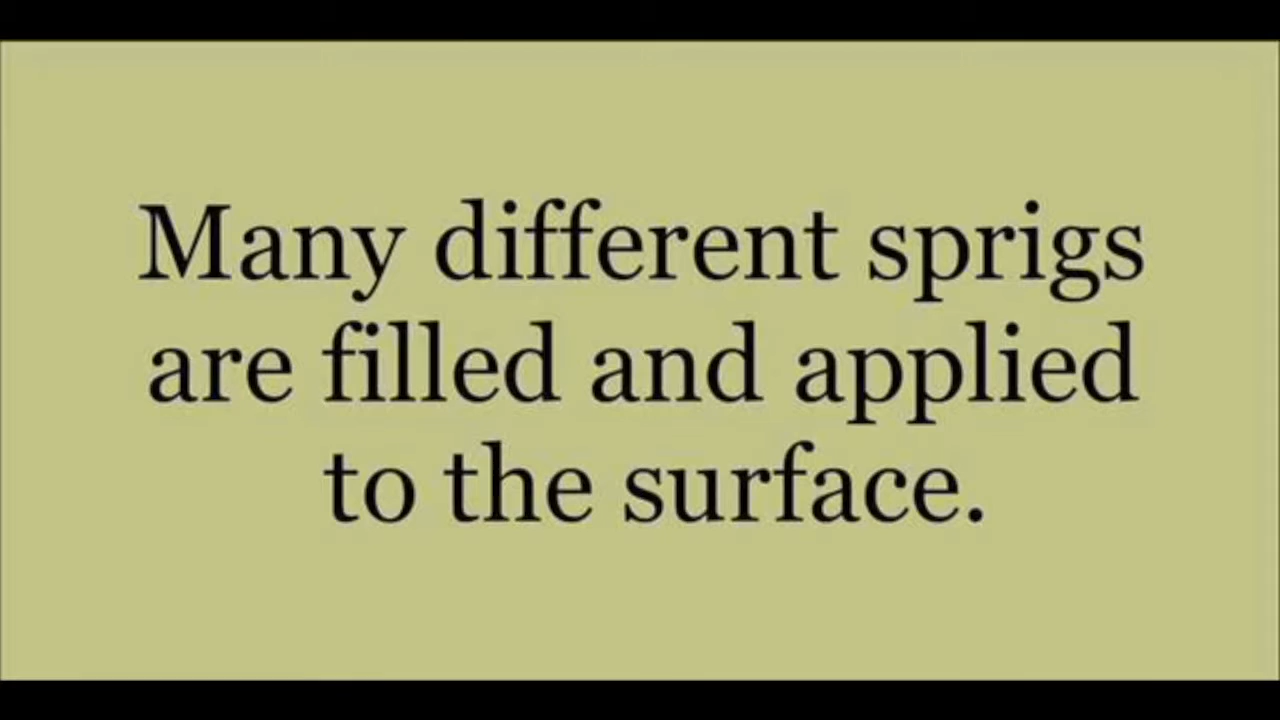 Many different sprigs
are filled and applied
to the surface.